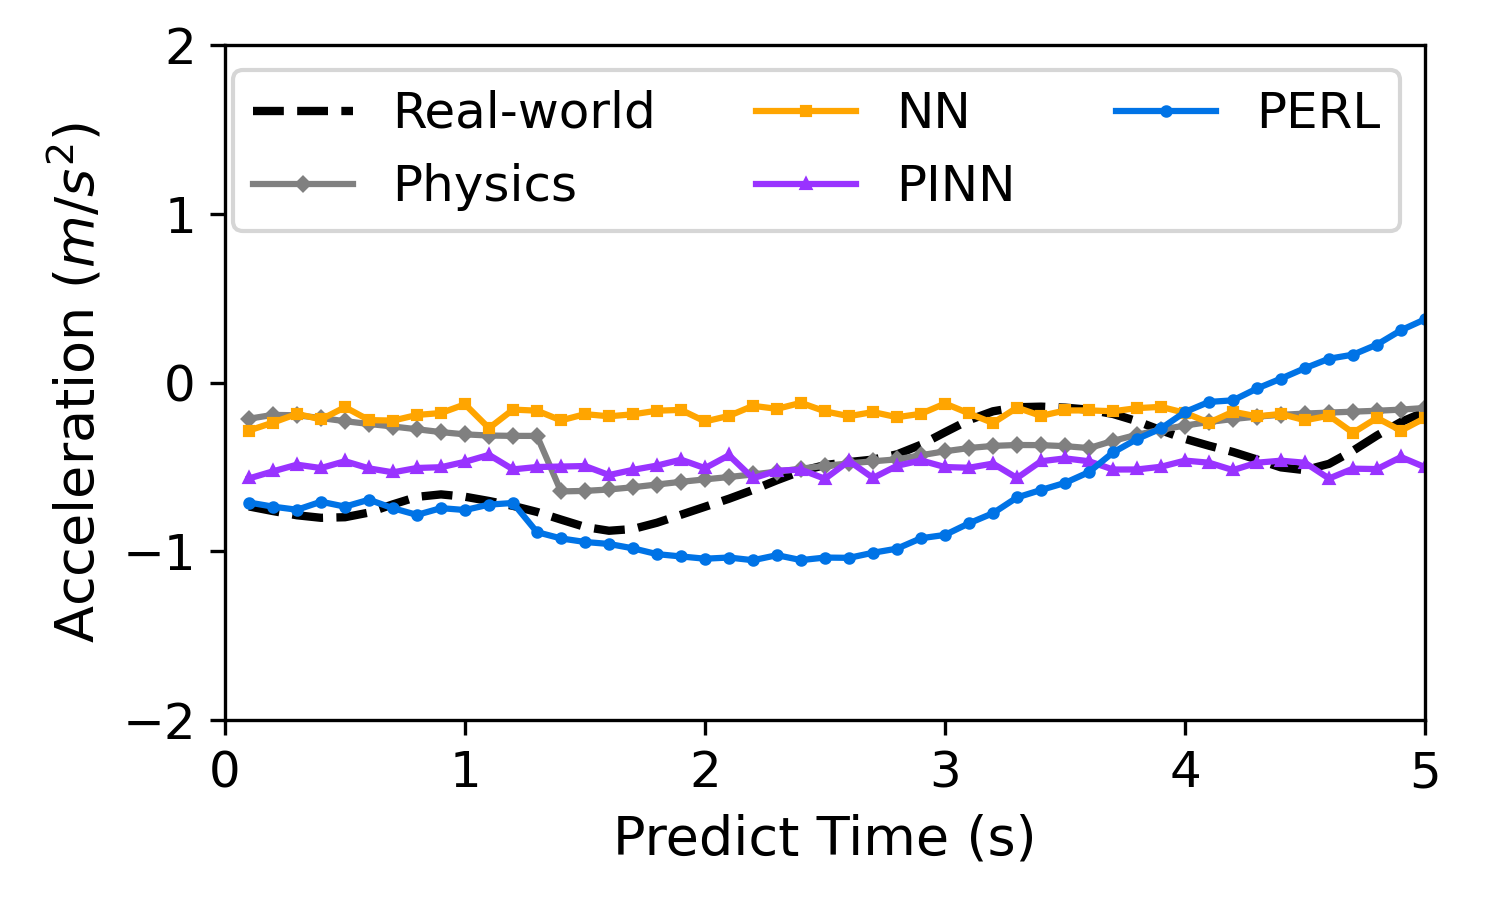 Acceleration (m/s²)
2
1
0
−1
−2
Real-world
Physics
NN
PINN
PERL
0 1 2 3 4 5
Predict Time (s)